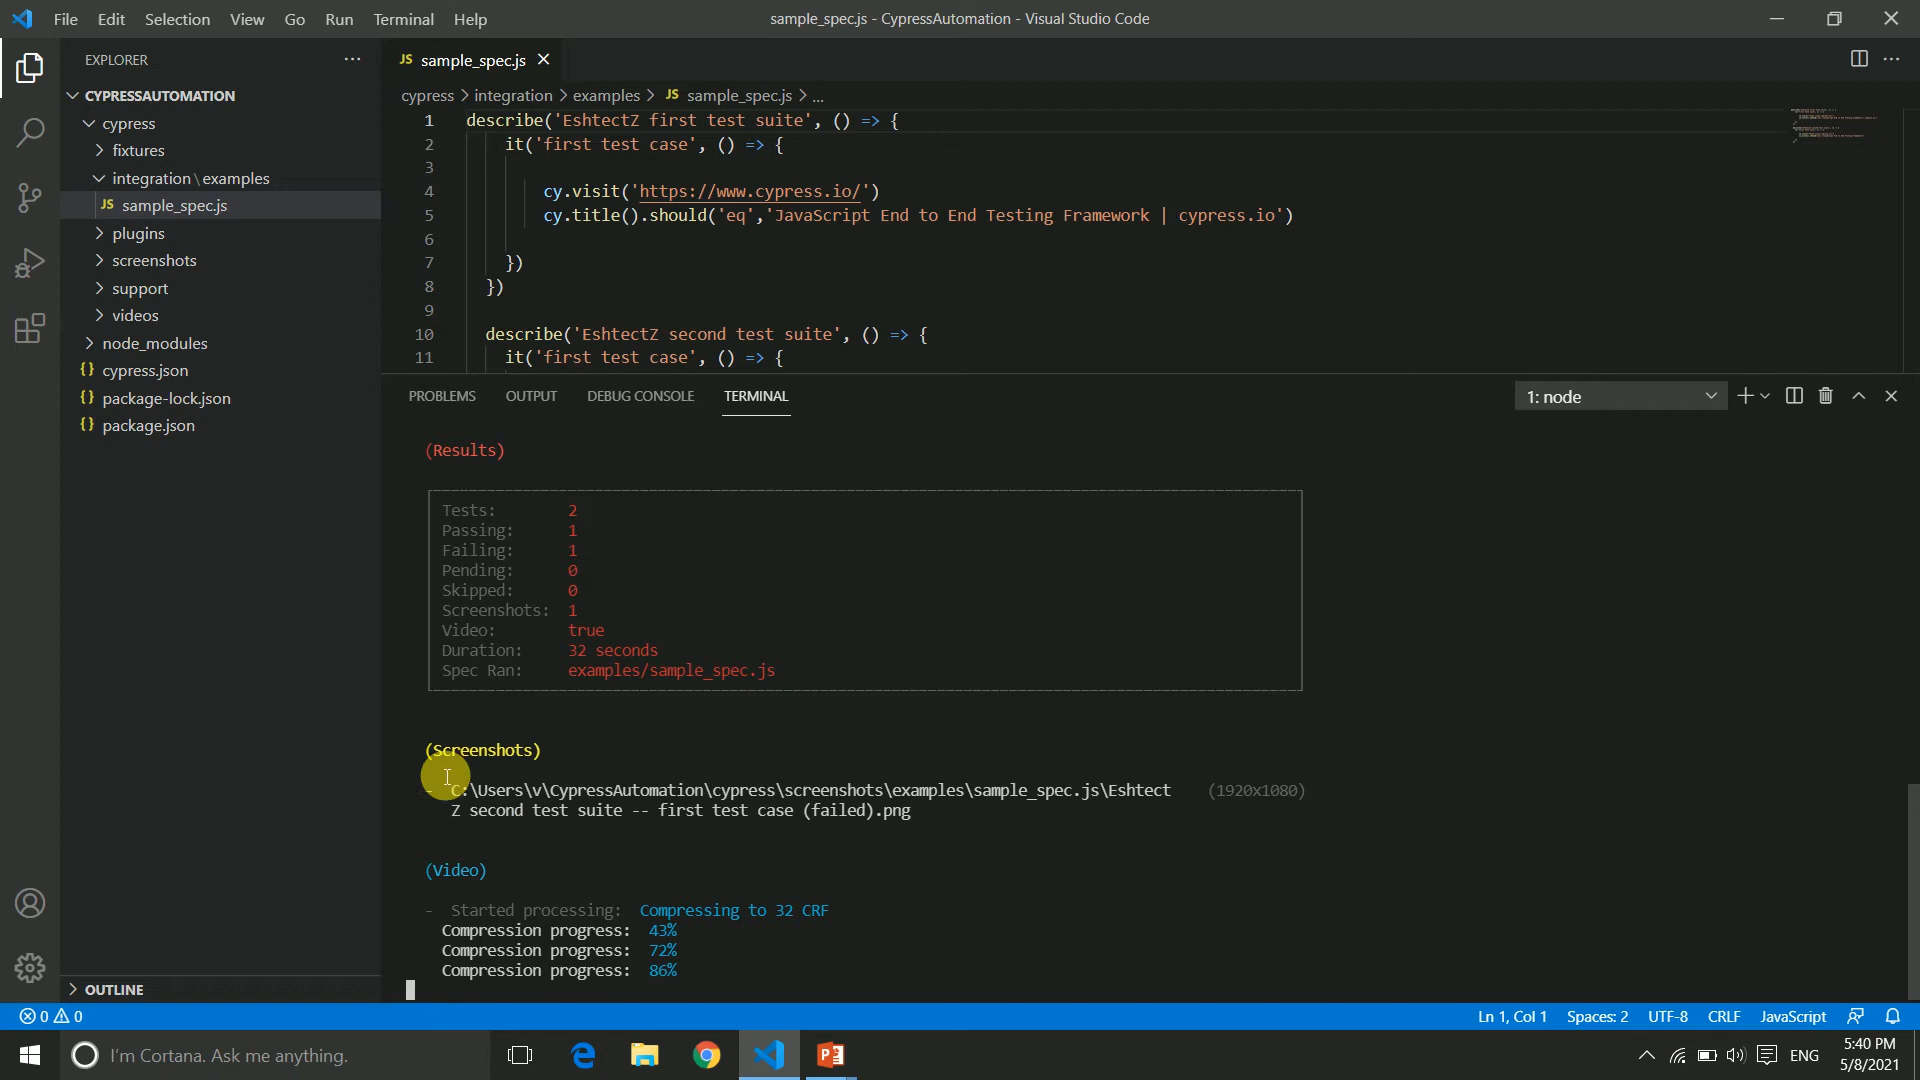 File Edit Selection View Go Run Terminal Help
sample_spec.js - CypressAutomation - Visual Studio Code
EXPLORER
CYPRESSAUTOMATION
cypress
fixtures
integration\examples
JS sample_spec.js
plugins
screenshots
support
videos
node_modules
{} cypress.json
{} package-lock.json
{} package.json
OUTLINE
JS sample_spec.js
cypress > integration > examples > JS sample_spec.js > ...
1 describe('EshtectZ first test suite', () => {
2 it('first test case', () => {
3
4 cy.visit('https://www.cypress.io/')
5 cy.title().should('eq','JavaScript End to End Testing Framework | cypress.io')
6
7 })
8 })
9
10 describe('EshtectZ second test suite', () => {
11 it('first test case', () => {
PROBLEMS OUTPUT DEBUG CONSOLE TERMINAL
1: node
(Results)
Tests: 2
Passing: 1
Failing: 1
Pending: 0
Skipped: 0
Screenshots: 1
Video: true
Duration: 32 seconds
Spec Ran: examples/sample_spec.js
(Screenshots)
- C:\Users\v\CypressAutomation\cypress\screenshots\examples\sample_spec.js\Eshtect (1920x1080)
Z second test suite -- first test case (failed).png
(Video)
- Started processing: Compressing to 32 CRF
Compression progress: 43%
Compression progress: 72%
Compression progress: 86%
0 0
Ln 1, Col 1 Spaces: 2 UTF-8 CRLF JavaScript
I'm Cortana. Ask me anything.
ENG
5:40 PM
5/8/2021